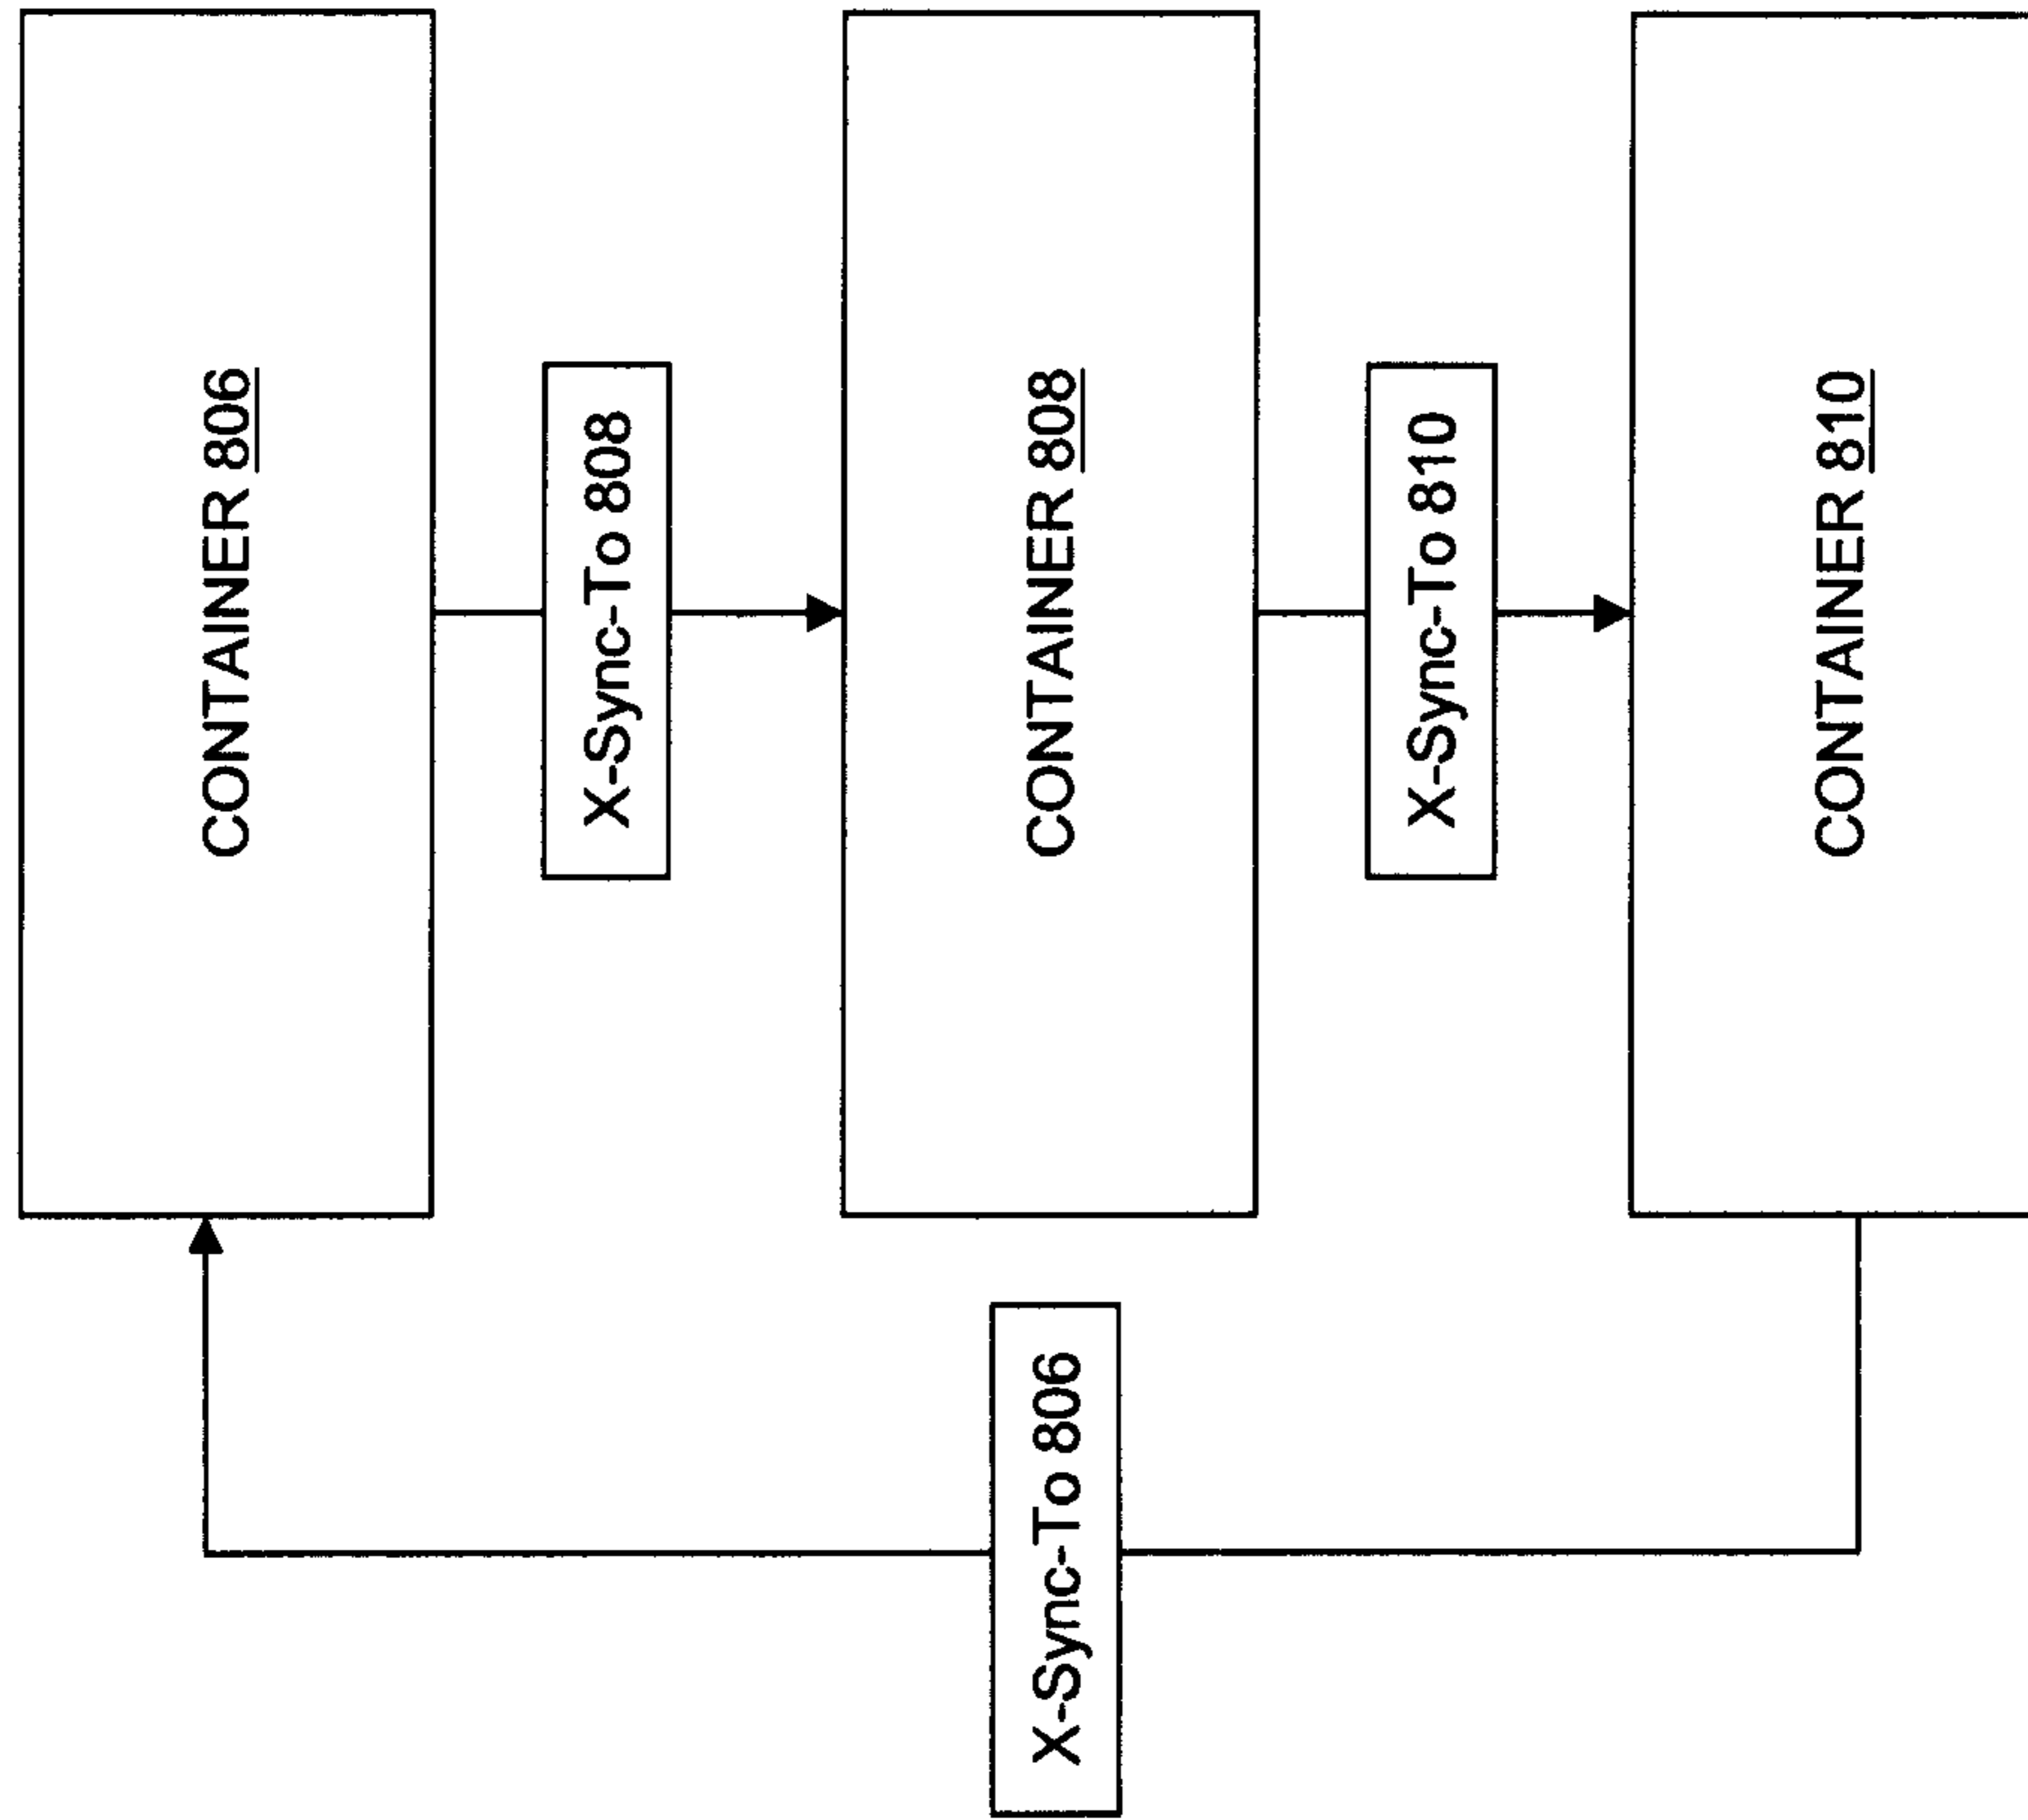 CONTAINER 806
X-Sync-To 808
CONTAINER 808
X-Sync-To 810
CONTAINER 810
X-Sync-To 806